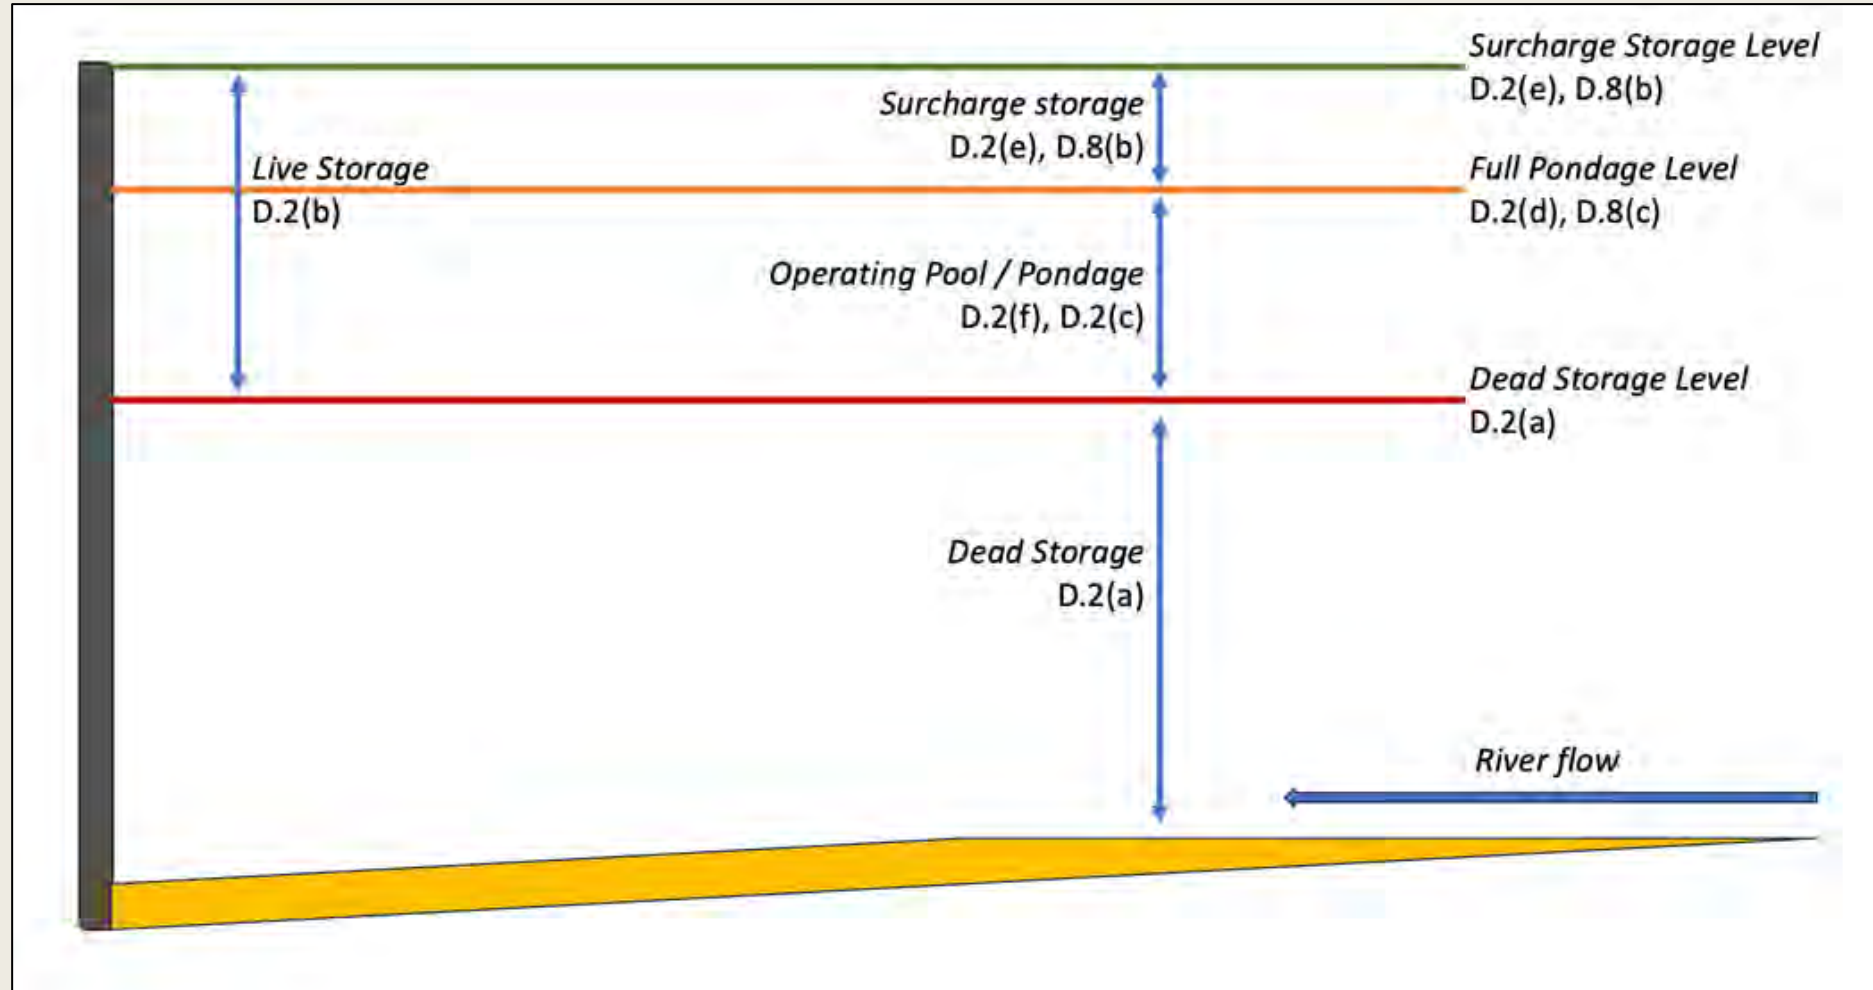 Surcharge Storage Level
D.2(e), D.8(b)
Surcharge storage
D.2(e), D.8(b)
Live Storage
D.2(b)
Full Pondage Level
D.2(d), D.8(c)
Operating Pool / Pondage
D.2(f), D.2(c)
Dead Storage Level
D.2(a)
Dead Storage
D.2(a)
River flow